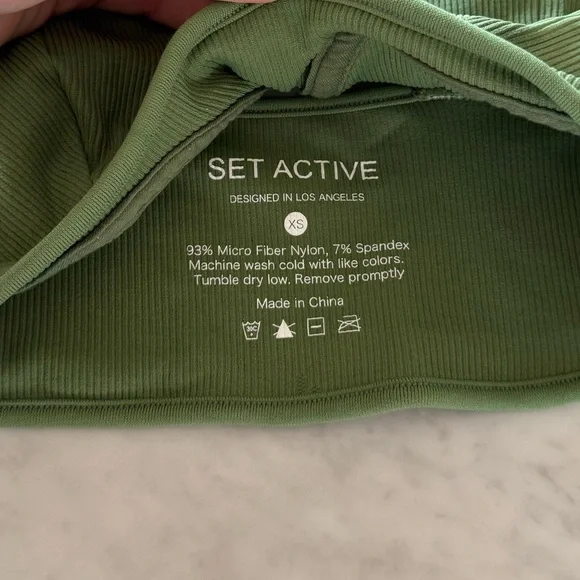 SET ACTIVE
DESIGNED IN LOS ANGELES
XS
93% Micro Fiber Nylon, 7% Spandex
Machine wash cold with like colors.
Tumble dry low. Remove promptly
Made in China
30C